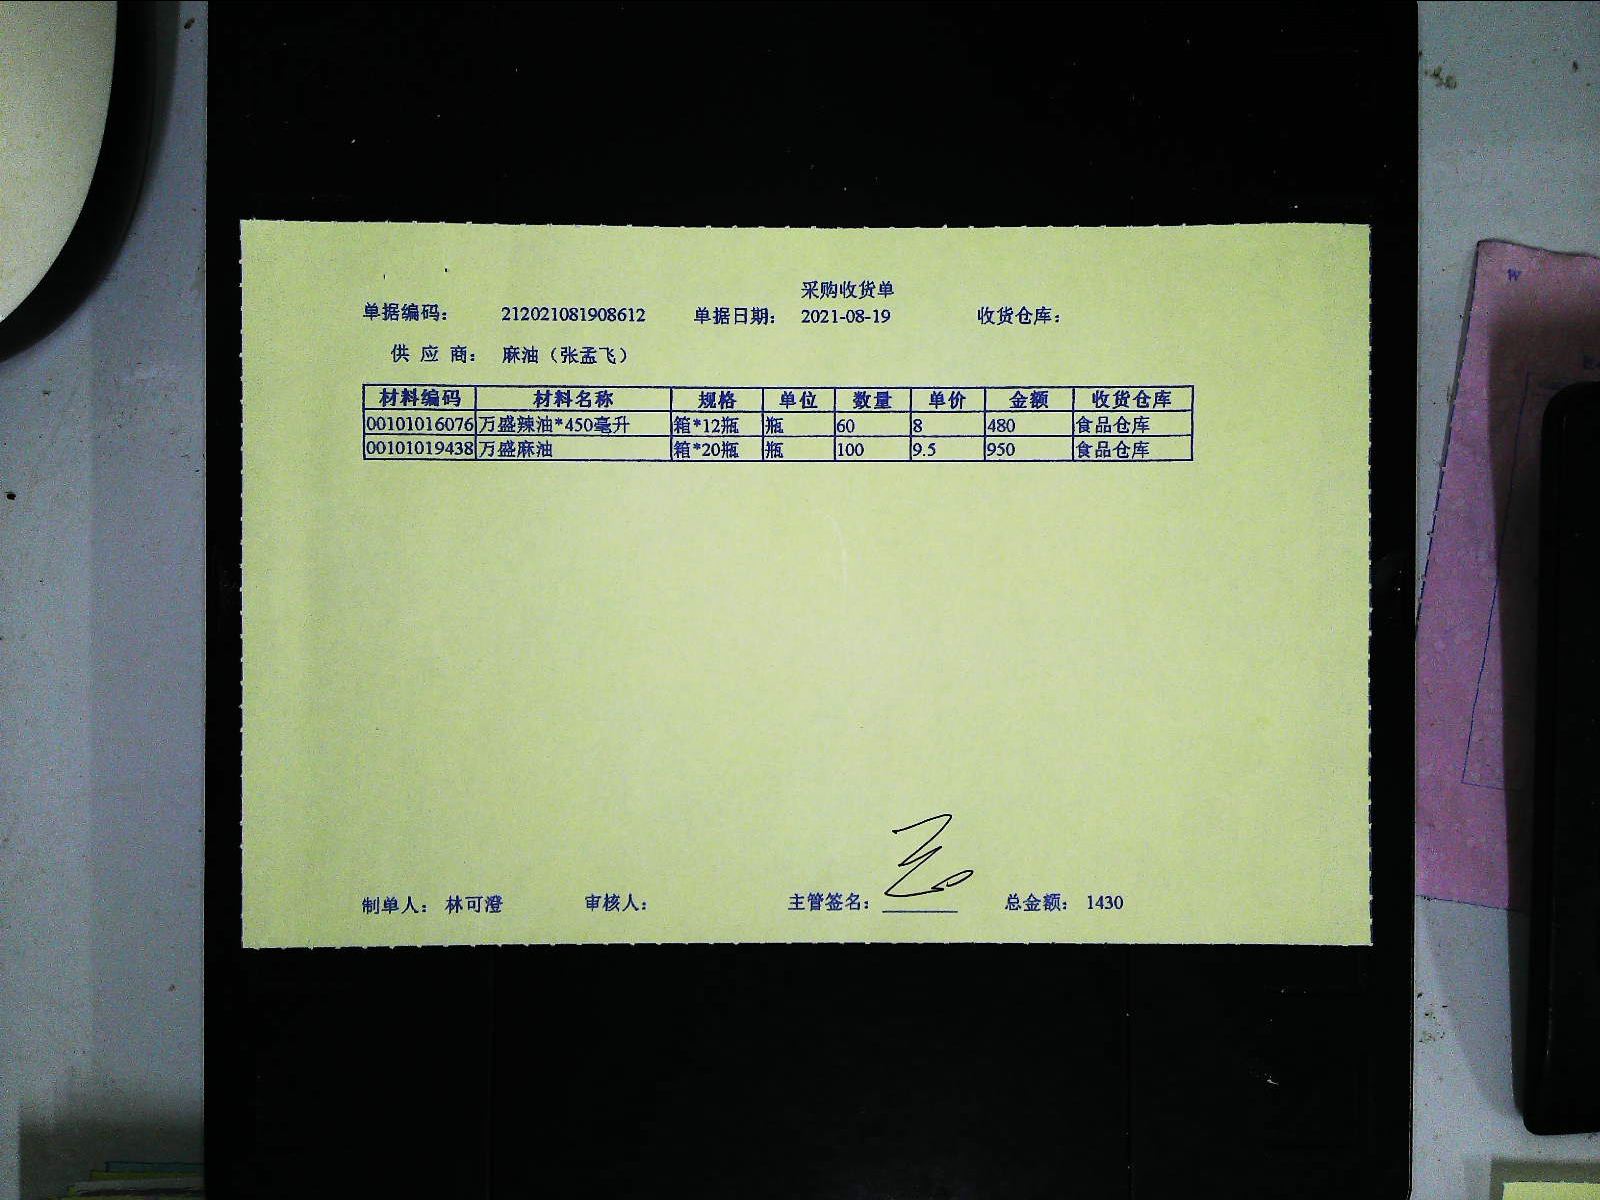 采购收货单
单据编码： 212021081908612 单据日期： 2021-08-19 收货仓库：
供 应 商： 麻油（张孟飞）
材料编码 材料名称 规格 单位 数量 单价 金额 收货仓库
00101016076 万盛辣油*450毫升 箱*12瓶 瓶 60 8 480 食品仓库
00101019438 万盛麻油 箱*20瓶 瓶 100 9.5 950 食品仓库
制单人： 林可澄 审核人： 主管签名： 总金额： 1430